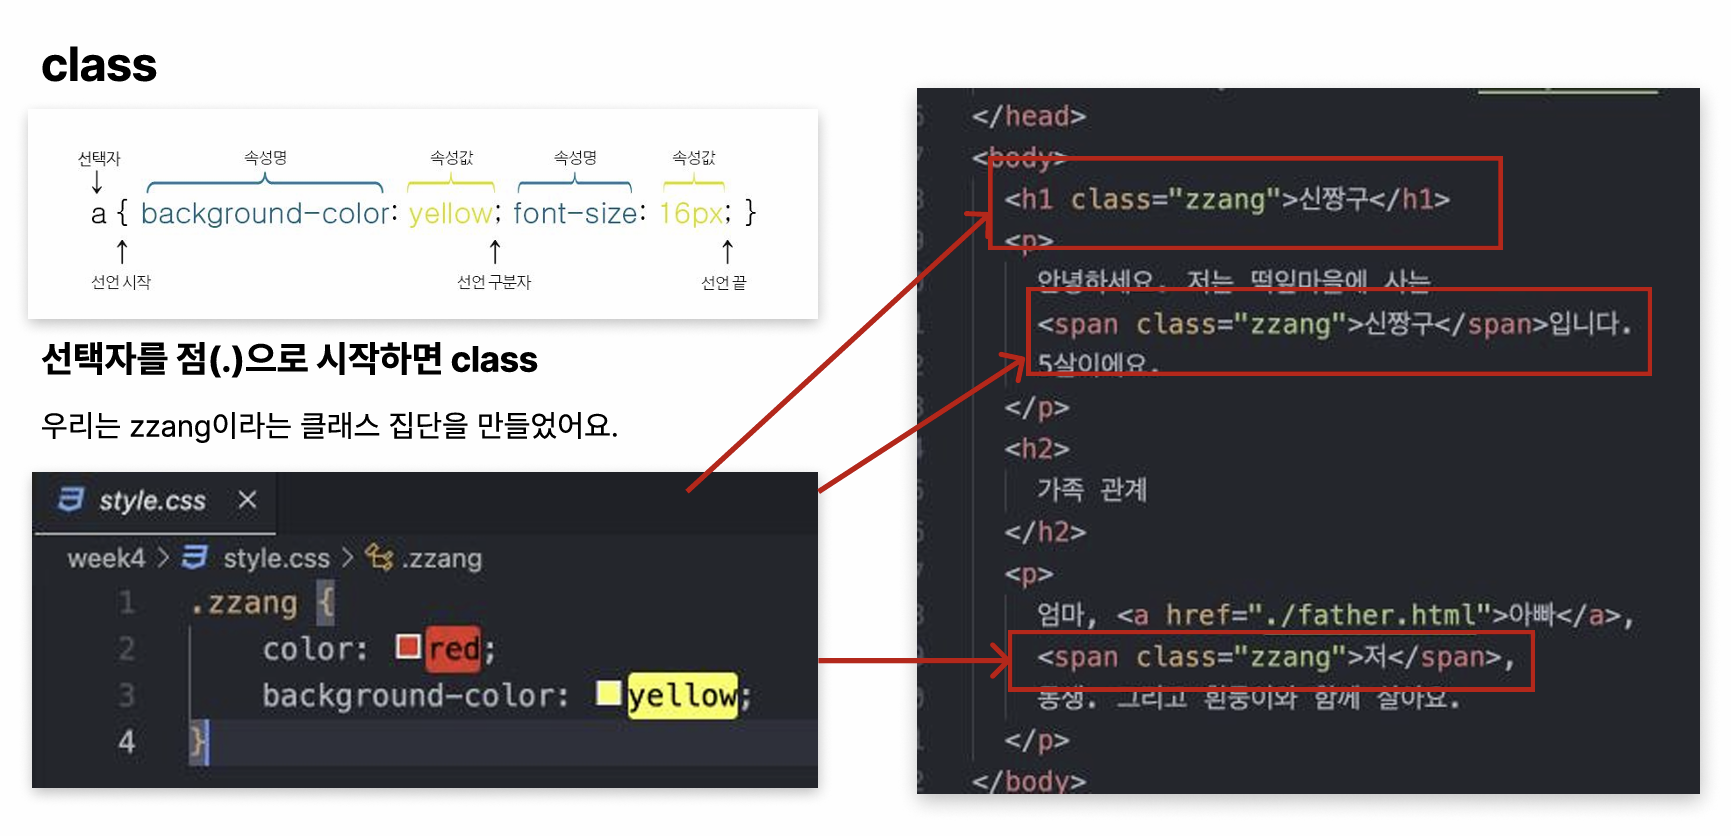 class
선택자 속성명 속성값 속성명 속성값
a { background-color: yellow; font-size: 16px; }
선언 시작 선언 구분자 선언 끝
선택자를 점(.)으로 시작하면 class
우리는 zzang이라는 클래스 집단을 만들었어요.
style.css ×
week4 > style.css > .zzang
1 .zzang {
2 color: red;
3 background-color: yellow;
4 }
</head>
<body>
<h1 class="zzang">신짱구</h1>
<p>
안녕하세요. 저는 떡잎마을에 사는
<span class="zzang">신짱구</span>입니다.
5살이에요.
</p>
<h2>
가족 관계
</h2>
<p>
엄마, <a href="./father.html">아빠</a>,
<span class="zzang">저</span>,
동생. 그리고 흰둥이와 함께 살아요.
</p>
</body>